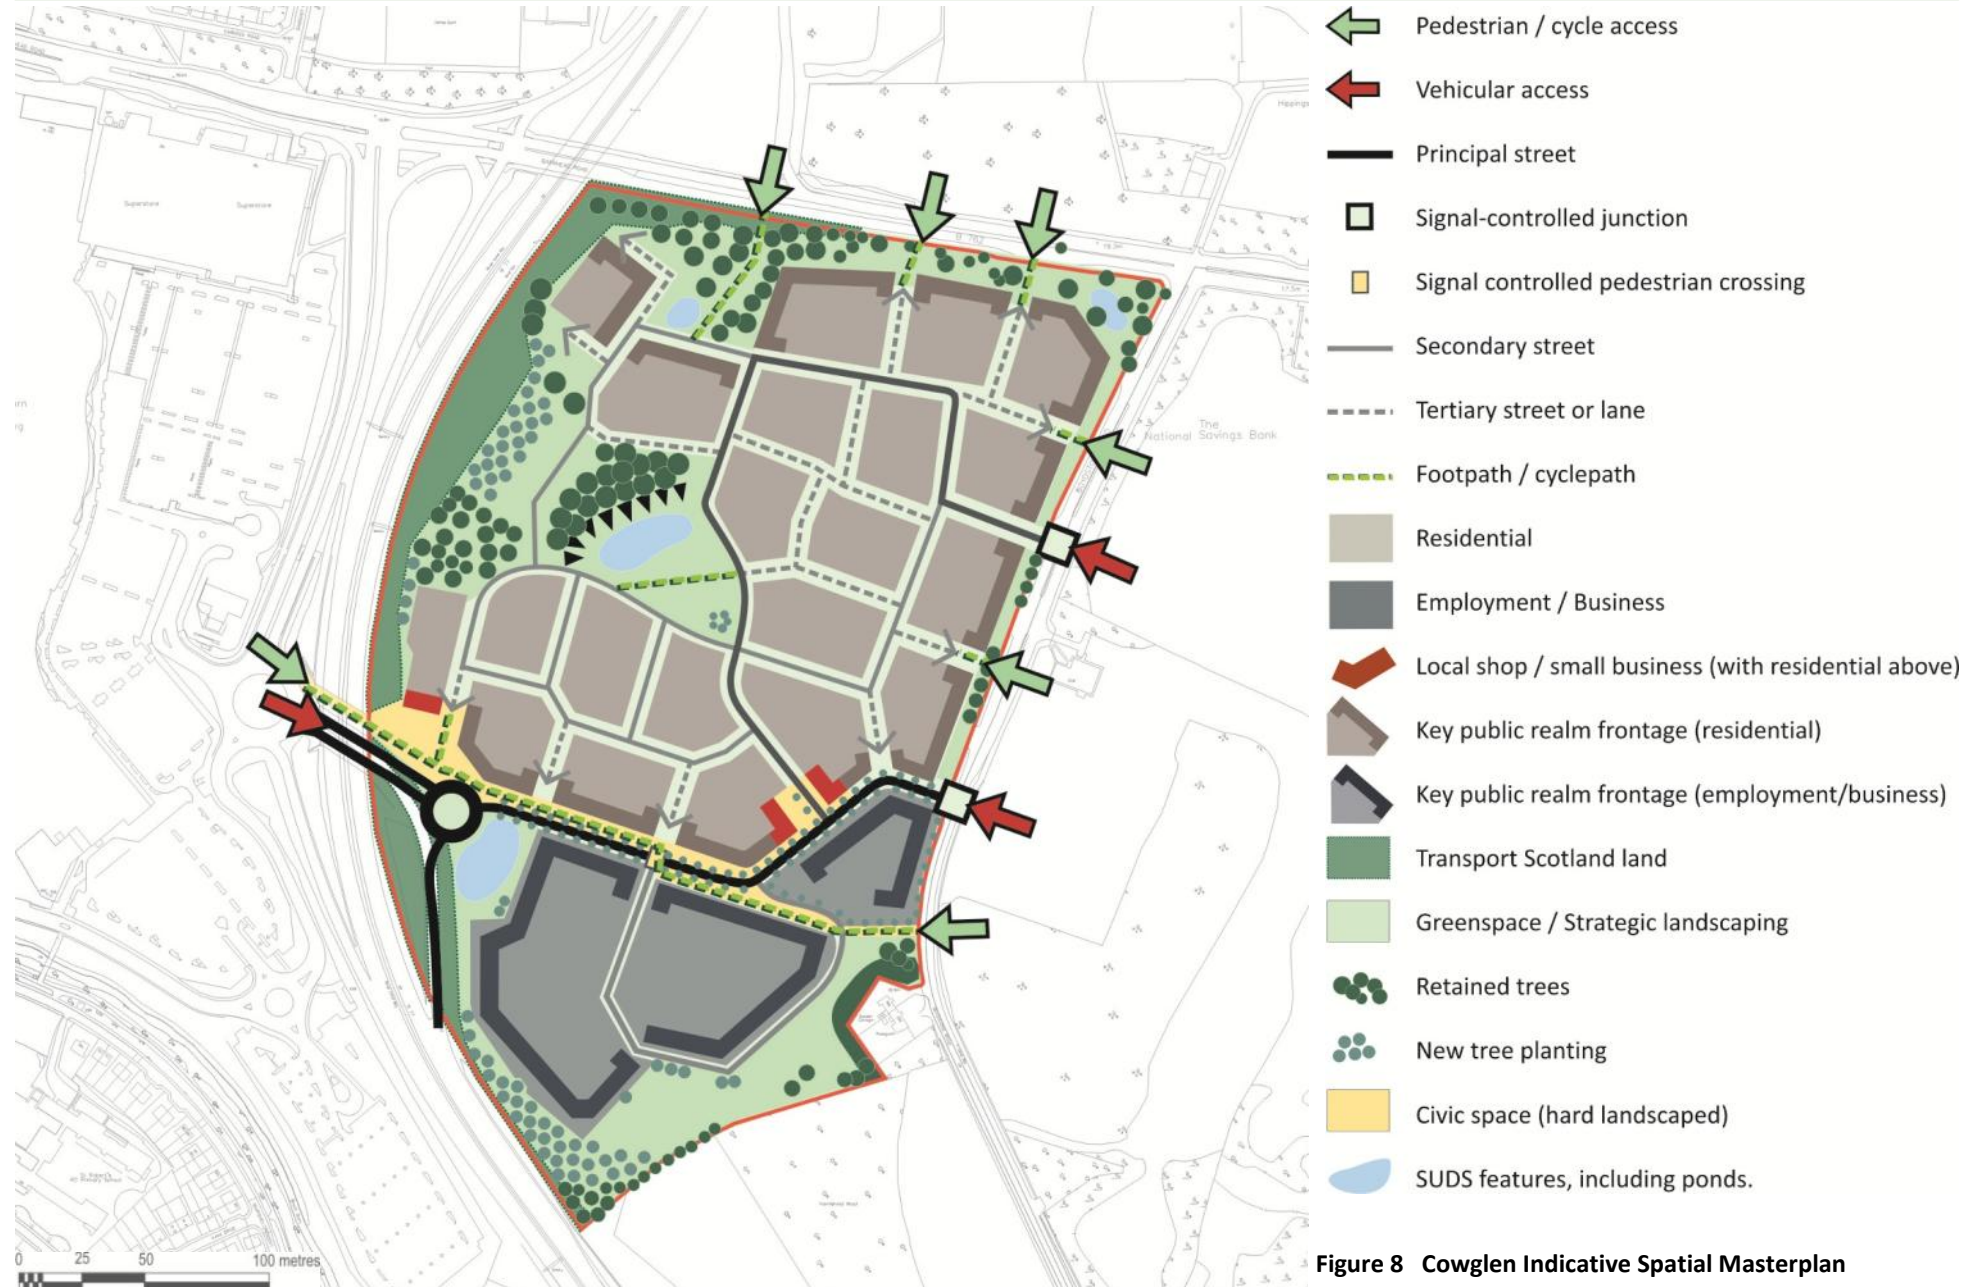 Pedestrian / cycle access
Vehicular access
Principal street
Signal-controlled junction
Signal controlled pedestrian crossing
Secondary street
Tertiary street or lane
Footpath / cyclepath
Residential
Employment / Business
Local shop / small business (with residential above)
Key public realm frontage (residential)
Key public realm frontage (employment/business)
Transport Scotland land
Greenspace / Strategic landscaping
Retained trees
New tree planting
Civic space (hard landscaped)
SUDS features, including ponds.
Figure 8 Cowglen Indicative Spatial Masterplan
Superstore
Superstore
B 762
The
National Savings Bank
0 25 50 100 metres